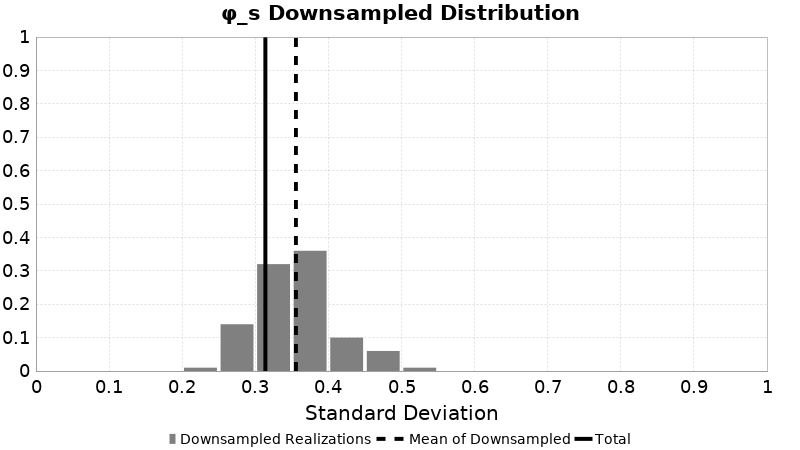 φ_s Downsampled Distribution
1
0.9
0.8
0.7
0.6
0.5
0.4
0.3
0.2
0.1
0
0 0.1 0.2 0.3 0.4 0.5 0.6 0.7 0.8 0.9 1
Standard Deviation
Downsampled Realizations Mean of Downsampled Total